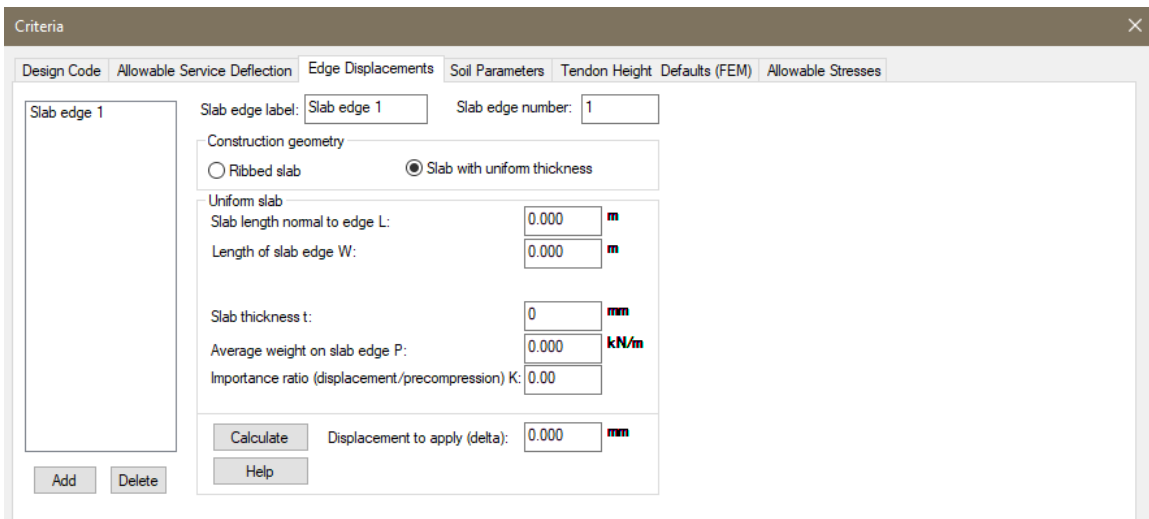 Criteria
Design Code Allowable Service Deflection Edge Displacements Soil Parameters Tendon Height Defaults (FEM) Allowable Stresses
Slab edge 1
Slab edge label: Slab edge 1 Slab edge number: 1
Construction geometry
Ribbed slab Slab with uniform thickness
Uniform slab
Slab length normal to edge L: 0.000 m
Length of slab edge W: 0.000 m
Slab thickness t: 0 mm
Average weight on slab edge P: 0.000 kN/m
Importance ratio (displacement/precompression) K: 0.00
Calculate Displacement to apply (delta): 0.000 mm
Help
Add Delete